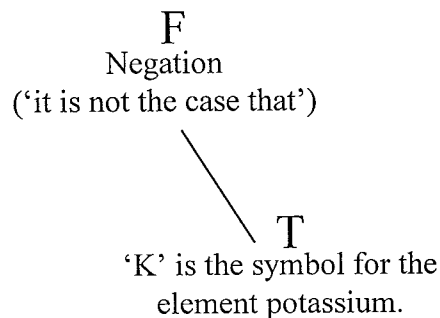 F
Negation
(‘it is not the case that’)
T
‘K’ is the symbol for the
element potassium.